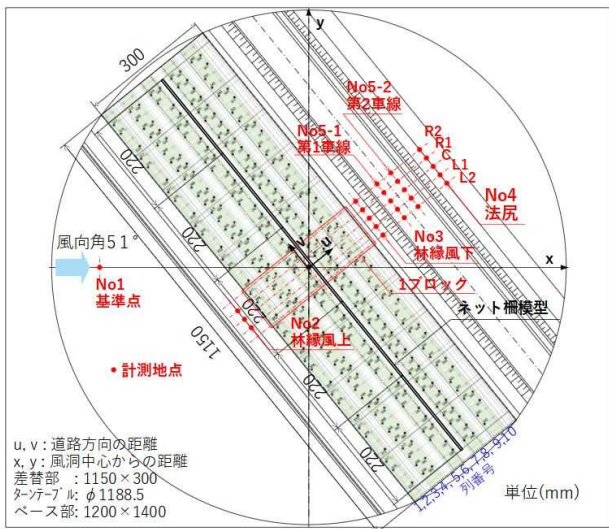 y
300
No5-2
第2車線
No5-1
第1車線
R2
R1
C
L1
L2
No4
法尻
220
220
風向角51°
220
v
u
No3
林縁風下
x
No1
基準点
1ブロック
ネット柵模型
220
No2
林縁風上
1150
220
•計測地点
220
u, v : 道路方向の距離
x, y : 風洞中心からの距離
差替部 : 1150×300
ﾀｰﾝﾃｰﾌﾞﾙ : φ1188.5
ベース部: 1200×1400
1,2,3,4, 5,6, 7,8, 9,10
列番号
単位(mm)